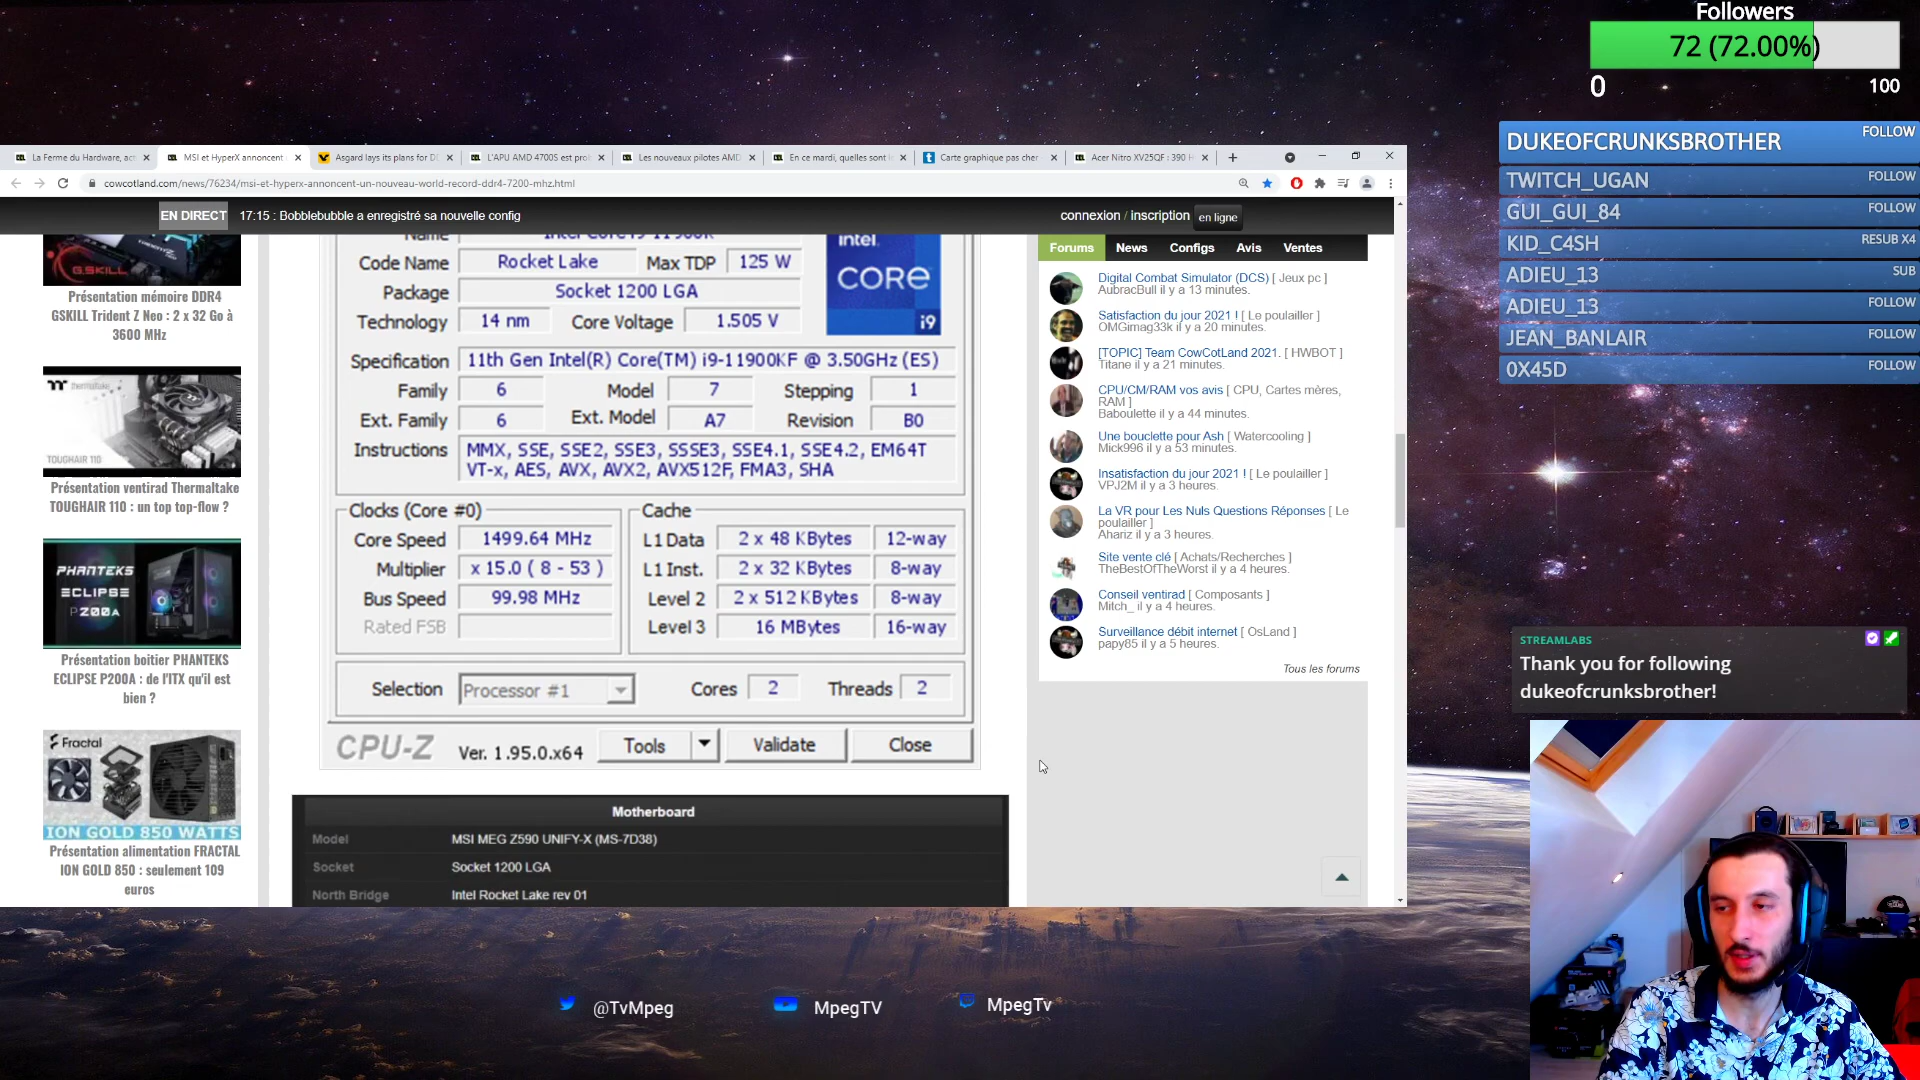 Followers
72 (72.00%)
0
100
DUKEOFCRUNKSBROTHER FOLLOW
TWITCH_UGAN FOLLOW
GUI_GUI_84 FOLLOW
KID_C4SH RESUB X4
ADIEU_13 SUB
ADIEU_13 FOLLOW
JEAN_BANLAIR FOLLOW
0X45D FOLLOW
STREAMLABS
Thank you for following
dukeofcrunksbrother!
La Ferme du Hardware, act
MSI et HyperX annoncent
Asgard lays its plans for D
L'APU AMD 4700S est pro
Les nouveaux pilotes AMD
En ce mardi, quelles sont l
Carte graphique pas cher
Acer Nitro XV25QF : 390 H
cowcotland.com/news/76234/msi-et-hyperx-annoncent-un-nouveau-world-record-ddr4-7200-mhz.html
EN DIRECT 17:15 : Bobblebubble a enregistré sa nouvelle config
connexion / inscription en ligne
G.SKILL
Présentation mémoire DDR4
GSKILL Trident Z Neo : 2 x 32 Go à
3600 MHz
thermaltake
TOUGHAIR 110
Présentation ventirad Thermaltake
TOUGHAIR 110 : un top top-flow ?
PHANTEKS
ECLIPSE
P200A
Présentation boitier PHANTEKS
ECLIPSE P200A : de l'ITX qu'il est
bien ?
Fractal
ION GOLD 850 WATTS
Présentation alimentation FRACTAL
ION GOLD 850 : seulement 109
euros
Name Intel Core i9 11900K
Code Name Rocket Lake Max TDP 125 W
Package Socket 1200 LGA
Technology 14 nm Core Voltage 1.505 V
intel.
CORE
i9
Specification 11th Gen Intel(R) Core(TM) i9-11900KF @ 3.50GHz (ES)
Family 6 Model 7 Stepping 1
Ext. Family 6 Ext. Model A7 Revision B0
Instructions MMX, SSE, SSE2, SSE3, SSSE3, SSE4.1, SSE4.2, EM64T
VT-x, AES, AVX, AVX2, AVX512F, FMA3, SHA
Clocks (Core #0)
Core Speed 1499.64 MHz
Multiplier x 15.0 ( 8 - 53 )
Bus Speed 99.98 MHz
Rated FSB
Cache
L1 Data 2 x 48 KBytes 12-way
L1 Inst. 2 x 32 KBytes 8-way
Level 2 2 x 512 KBytes 8-way
Level 3 16 MBytes 16-way
Selection Processor #1 Cores 2 Threads 2
CPU-Z Ver. 1.95.0.x64 Tools Validate Close
Motherboard
Model MSI MEG Z590 UNIFY-X (MS-7D38)
Socket Socket 1200 LGA
North Bridge Intel Rocket Lake rev 01
Forums News Configs Avis Ventes
Digital Combat Simulator (DCS) [ Jeux pc ]
AubracBull il y a 13 minutes.
Satisfaction du jour 2021 ! [ Le poulailler ]
OMGimag33k il y a 20 minutes.
[TOPIC] Team CowCotLand 2021. [ HWBOT ]
Titane il y a 21 minutes.
CPU/CM/RAM vos avis [ CPU, Cartes mères,
RAM ]
Baboulette il y a 44 minutes.
Une bouclette pour Ash [ Watercooling ]
Mick996 il y a 53 minutes.
Insatisfaction du jour 2021 ! [ Le poulailler ]
VPJ2M il y a 3 heures.
La VR pour Les Nuls Questions Réponses [ Le
poulailler ]
Ahariz il y a 3 heures.
Site vente clé [ Achats/Recherches ]
TheBestOfTheWorst il y a 4 heures.
Conseil ventirad [ Composants ]
Mitch_ il y a 4 heures.
Surveillance débit internet [ OsLand ]
papy85 il y a 5 heures.
Tous les forums
@TvMpeg
MpegTV
MpegTv